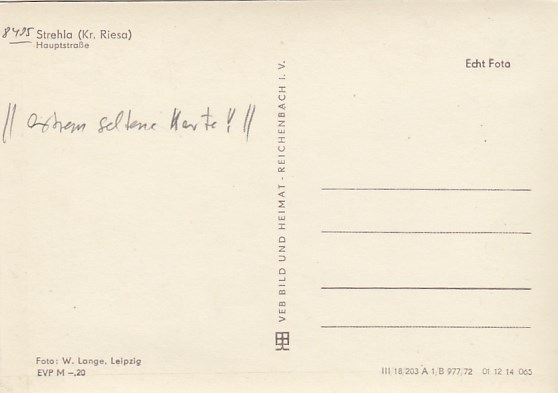 8405 Strehla (Kr. Riesa)
Hauptstraße
Echt Foto
// extrem seltene Karte! //
VEB BILD UND HEIMAT - REICHENBACH I. V.
Foto: W. Lange, Leipzig
EVP M –,20
III/18/203 A 1/B 977/72 01 12 14 065